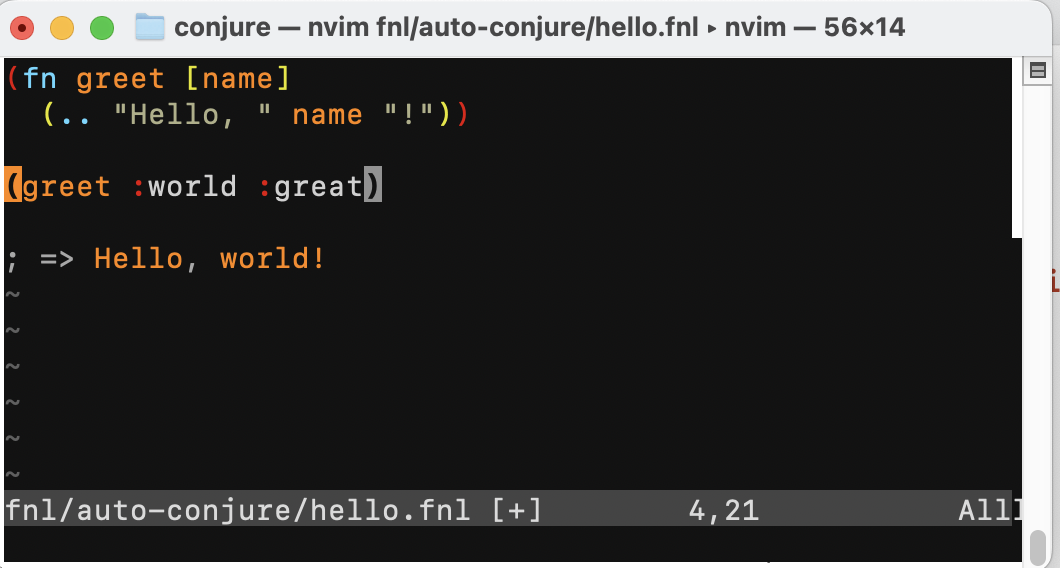 conjure — nvim fnl/auto-conjure/hello.fnl ▸ nvim — 56×14
(fn greet [name]
  (.. "Hello, " name "!"))
(greet :world :great)
; => Hello, world!
~
~
~
~
~
~
fnl/auto-conjure/hello.fnl [+] 4,21 All